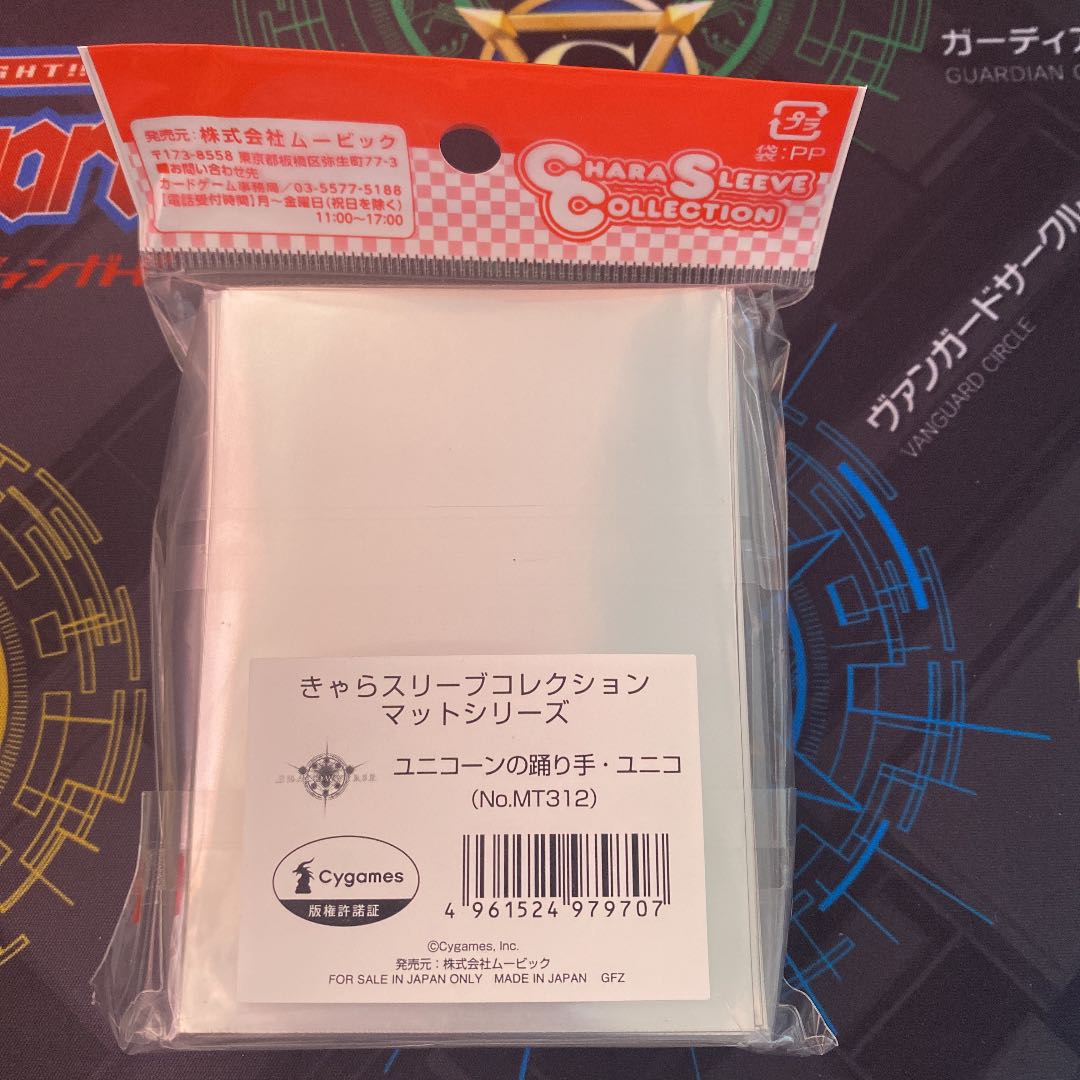 ガーディア
GUARDIAN C
GHT!!
発売元：株式会社ムービック
〒173-8558 東京都板橋区弥生町77-3
■お問い合わせ先
カードゲーム事務局／03-5577-5188
【電話受付時間】月〜金曜日（祝日を除く）
11:00〜17:00
プラ
袋：PP
CHARA SLEEVE
COLLECTION
ヴァンガードサークル
VANGUARD CIRCLE
きゃらスリーブコレクション
マットシリーズ
ユニコーンの踊り手・ユニコ
（No.MT312）
Cygames
版権許諾証
4 961524 979707
©Cygames, Inc.
発売元：株式会社ムービック
FOR SALE IN JAPAN ONLY MADE IN JAPAN GFZ